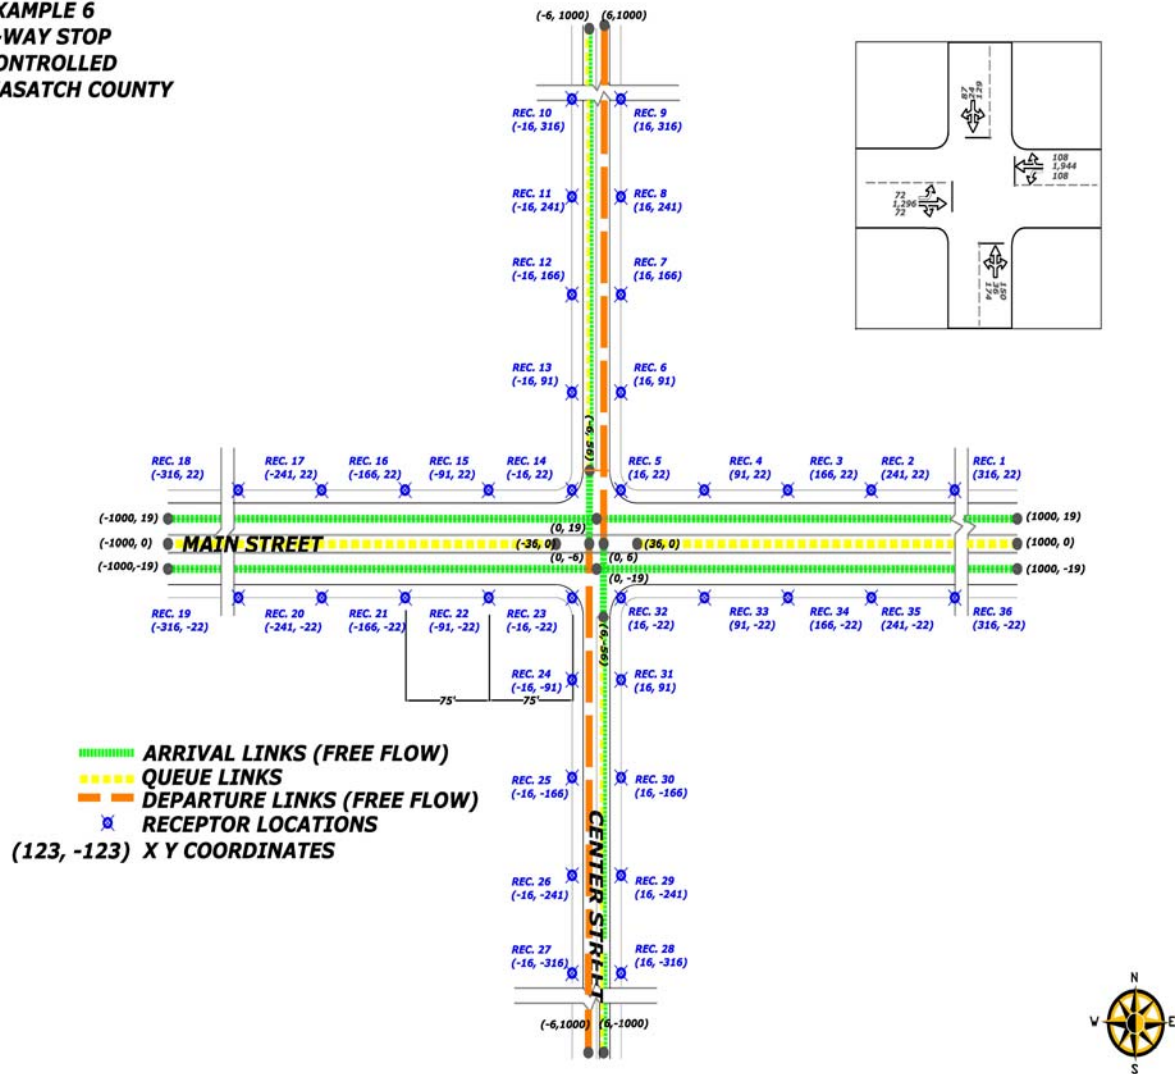 XAMPLE 6
-WAY STOP
ONTROLLED
ASATCH COUNTY
(-6, 1000) (6,1000)
REC. 10
(-16, 316)
REC. 9
(16, 316)
REC. 11
(-16, 241)
REC. 8
(16, 241)
REC. 12
(-16, 166)
REC. 7
(16, 166)
REC. 13
(-16, 91)
REC. 6
(16, 91)
87
24
129
108
1,944
108
72
1,296
72
150
36
174
(-6, 56)
REC. 18
(-316, 22)
REC. 17
(-241, 22)
REC. 16
(-166, 22)
REC. 15
(-91, 22)
REC. 14
(-16, 22)
REC. 5
(16, 22)
REC. 4
(91, 22)
REC. 3
(166, 22)
REC. 2
(241, 22)
REC. 1
(316, 22)
(-1000, 19)
(0, 19)
(1000, 19)
(-1000, 0)
MAIN STREET
(-36, 0)
(36, 0)
(1000, 0)
(0, -6)
(0, 6)
(-1000,-19)
(0, -19)
(1000, -19)
REC. 19
(-316, -22)
REC. 20
(-241, -22)
REC. 21
(-166, -22)
REC. 22
(-91, -22)
REC. 23
(-16, -22)
REC. 32
(16, -22)
REC. 33
(91, -22)
REC. 34
(166, -22)
REC. 35
(241, -22)
REC. 36
(316, -22)
(6,-56)
REC. 24
(-16, -91)
REC. 31
(16, 91)
75'
75'
ARRIVAL LINKS (FREE FLOW)
QUEUE LINKS
DEPARTURE LINKS (FREE FLOW)
RECEPTOR LOCATIONS
(123, -123) X Y COORDINATES
REC. 25
(-16, -166)
REC. 30
(16, -166)
CENTER STREET
REC. 26
(-16, -241)
REC. 29
(16, -241)
REC. 27
(-16, -316)
REC. 28
(16, -316)
(-6,1000) (6,-1000)
N
W
E
S